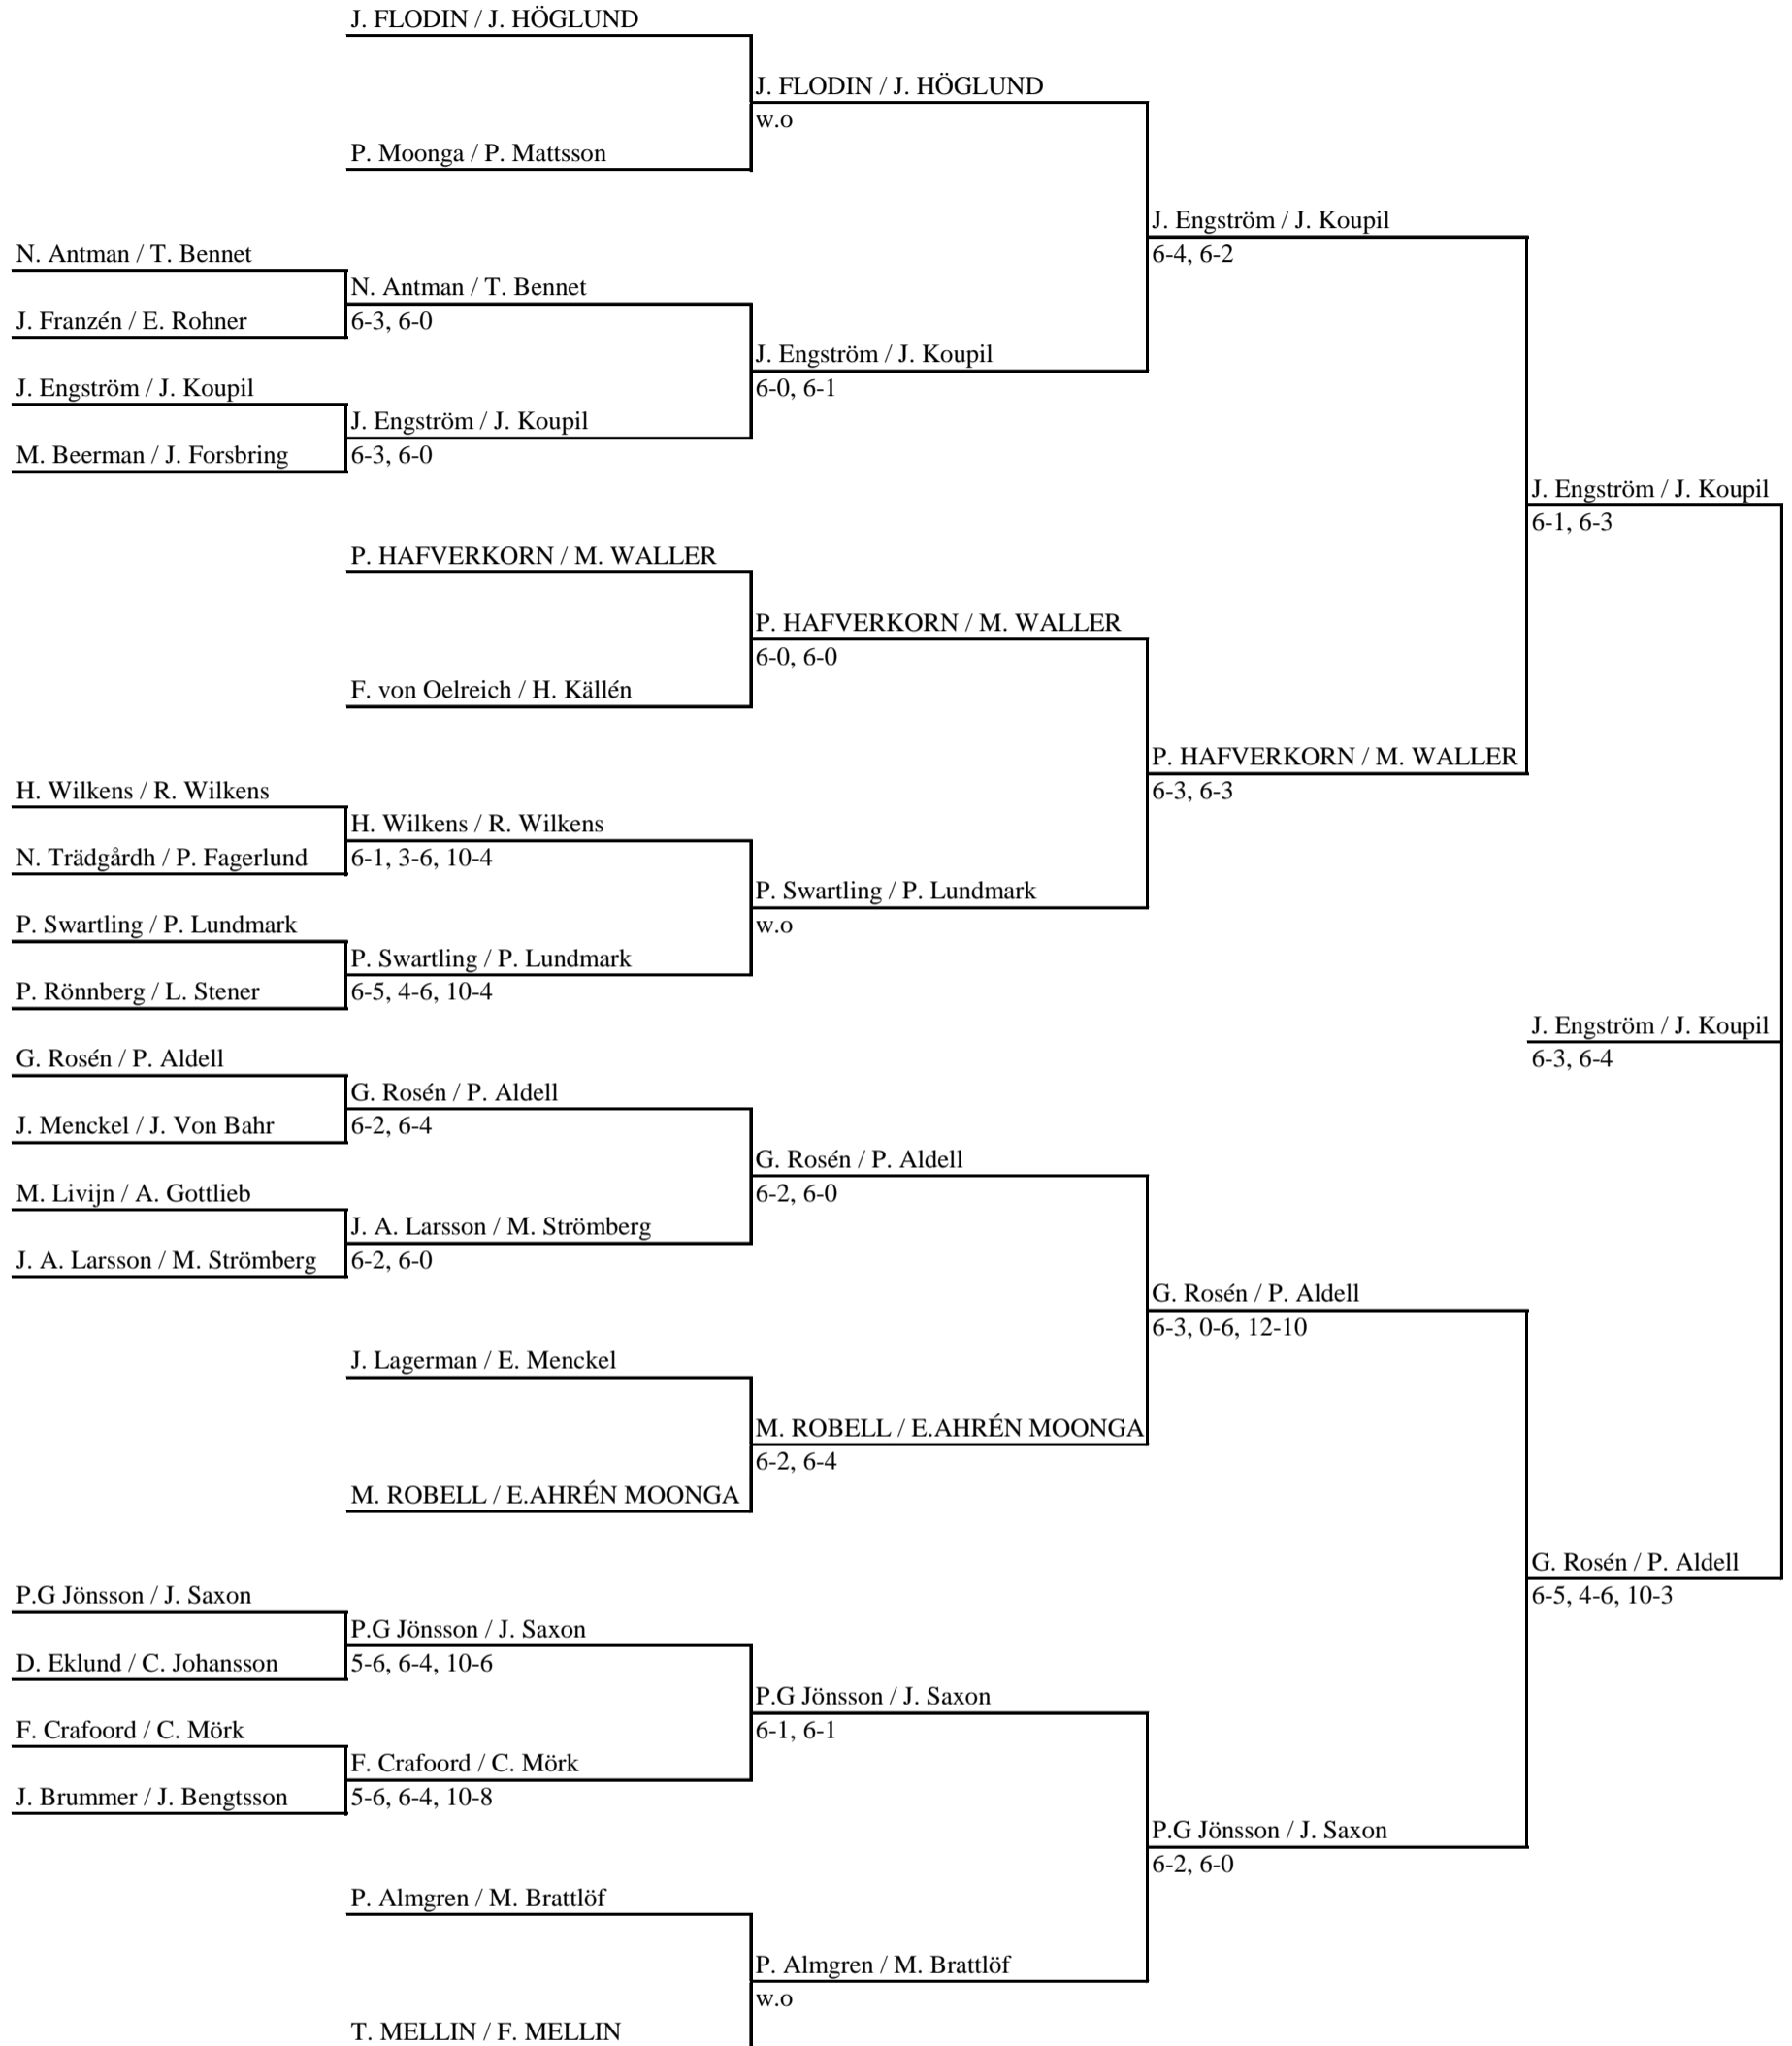 J. FLODIN / J. HÖGLUND
J. FLODIN / J. HÖGLUND
w.o
P. Moonga / P. Mattsson
J. Engström / J. Koupil
6-4, 6-2
N. Antman / T. Bennet
N. Antman / T. Bennet
6-3, 6-0
J. Franzén / E. Rohner
J. Engström / J. Koupil
6-0, 6-1
J. Engström / J. Koupil
J. Engström / J. Koupil
6-3, 6-0
M. Beerman / J. Forsbring
J. Engström / J. Koupil
6-1, 6-3
P. HAFVERKORN / M. WALLER
P. HAFVERKORN / M. WALLER
6-0, 6-0
F. von Oelreich / H. Källén
P. HAFVERKORN / M. WALLER
6-3, 6-3
H. Wilkens / R. Wilkens
H. Wilkens / R. Wilkens
6-1, 3-6, 10-4
N. Trädgårdh / P. Fagerlund
P. Swartling / P. Lundmark
w.o
P. Swartling / P. Lundmark
P. Swartling / P. Lundmark
6-5, 4-6, 10-4
P. Rönnberg / L. Stener
J. Engström / J. Koupil
6-3, 6-4
G. Rosén / P. Aldell
G. Rosén / P. Aldell
6-2, 6-4
J. Menckel / J. Von Bahr
G. Rosén / P. Aldell
6-2, 6-0
M. Livijn / A. Gottlieb
J. A. Larsson / M. Strömberg
6-2, 6-0
J. A. Larsson / M. Strömberg
G. Rosén / P. Aldell
6-3, 0-6, 12-10
J. Lagerman / E. Menckel
M. ROBELL / E.AHRÉN MOONGA
6-2, 6-4
M. ROBELL / E.AHRÉN MOONGA
G. Rosén / P. Aldell
6-5, 4-6, 10-3
P.G Jönsson / J. Saxon
P.G Jönsson / J. Saxon
5-6, 6-4, 10-6
D. Eklund / C. Johansson
P.G Jönsson / J. Saxon
6-1, 6-1
F. Crafoord / C. Mörk
F. Crafoord / C. Mörk
5-6, 6-4, 10-8
J. Brummer / J. Bengtsson
P.G Jönsson / J. Saxon
6-2, 6-0
P. Almgren / M. Brattlöf
P. Almgren / M. Brattlöf
w.o
T. MELLIN / F. MELLIN